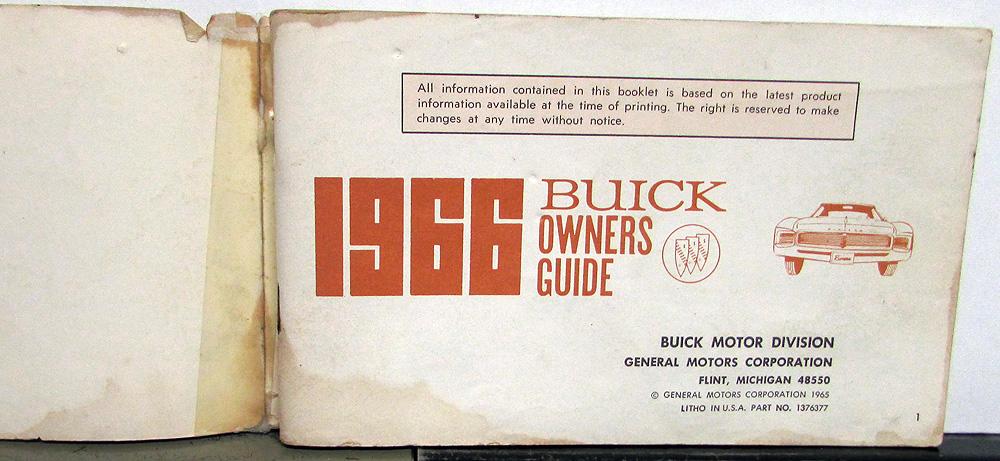 All information contained in this booklet is based on the latest product
information available at the time of printing. The right is reserved to make
changes at any time without notice.
1966 BUICK
OWNERS
GUIDE
BUICK MOTOR DIVISION
GENERAL MOTORS CORPORATION
FLINT, MICHIGAN 48550
© GENERAL MOTORS CORPORATION 1965
LITHO IN U.S.A. PART NO. 1376377
1